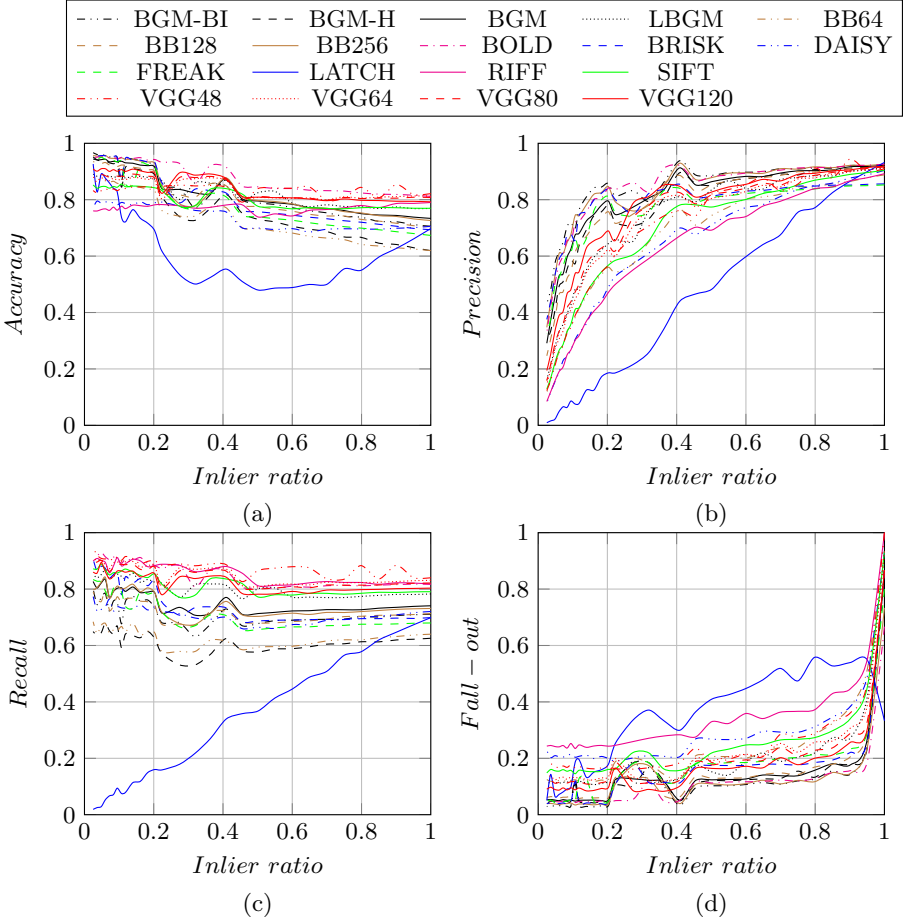 BGM-BI BGM-H BGM LBGM BB64
BB128 BB256 BOLD BRISK DAISY
FREAK LATCH RIFF SIFT
VGG48 VGG64 VGG80 VGG120
1
0.8
0.6
0.4
0.2
0
Accuracy
0 0.2 0.4 0.6 0.8 1
Inlier ratio
(a)
1
0.8
0.6
0.4
0.2
0
Precision
0 0.2 0.4 0.6 0.8 1
Inlier ratio
(b)
1
0.8
0.6
0.4
0.2
0
Recall
0 0.2 0.4 0.6 0.8 1
Inlier ratio
(c)
1
0.8
0.6
0.4
0.2
0
Fall − out
0 0.2 0.4 0.6 0.8 1
Inlier ratio
(d)